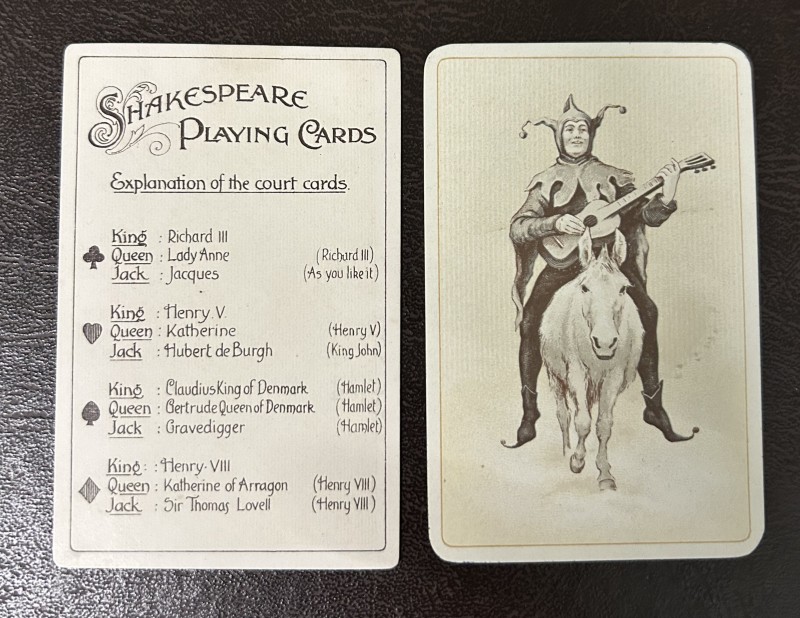 SHAKESPEARE
PLAYING CARDS
Explanation of the court cards.
King : Richard III
Queen : Lady Anne (Richard III)
Jack : Jacques (As you like it)
King : Henry. V.
Queen : Katherine (Henry V)
Jack : Hubert de Burgh (King John)
King : Claudius King of Denmark (Hamlet)
Queen : Gertrude Queen of Denmark (Hamlet)
Jack : Gravedigger (Hamlet)
King : : Henry. VIII
Queen : Katherine of Arragon (Henry VIII)
Jack : Sir Thomas Lovell (Henry VIII)